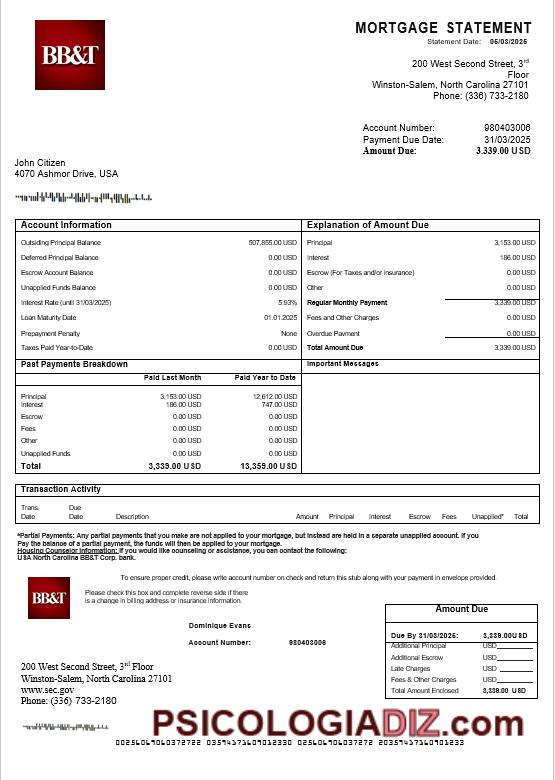 BB&T
MORTGAGE STATEMENT
Statement Date: 05/03/2025
200 West Second Street, 3rd
Floor
Winston-Salem, North Carolina 27101
Phone: (336) 733-2180
Account Number: 980403006
Payment Due Date: 31/03/2025
Amount Due: 3.339.00 USD
John Citizen
4070 Ashmor Drive, USA
Account Information
Outsiding Principal Balance 507,855.00 USD
Deferred Principal Balance 0.00 USD
Escrow Account Balance 0.00 USD
Unapplied Funds Balance 0.00 USD
Interest Rate (until 31/03/2025) 5.93%
Loan Maturity Date 01.01.2025
Prepayment Penalty None
Taxes Paid Year-to-Date 0.00 USD
Explanation of Amount Due
Principal 3,153.00 USD
Interest 186.00 USD
Escrow (For Taxes and/or insurance) 0.00 USD
Other 0.00 USD
Regular Monthly Payment 3,339.00 USD
Fees and Other Charges 0.00 USD
Overdue Payment 0.00 USD
Total Amount Due 3,339.00 USD
Past Payments Breakdown
Paid Last Month Paid Year to Date
Principal 3,153.00 USD 12,612.00 USD
Interest 186.00 USD 747.00 USD
Escrow 0.00 USD 0.00 USD
Fees 0.00 USD 0.00 USD
Other 0.00 USD 0.00 USD
Unapplied Funds 0.00 USD 0.00 USD
Total 3,339.00 USD 13,359.00 USD
Important Messages
Transaction Activity
Trans. Date Due Date Description Amount Principal Interest Escrow Fees Unapplied* Total
*Partial Payments: Any partial payments that you make are not applied to your mortgage, but instead are held in a separate unapplied account. If you
Pay the balance of a partial payment, the funds will then be applied to your mortgage.
Housing Counselor Information: If you would like counseling or assistance, you can contact the following:
USA North Carolina BB&T Corp. bank.
To ensure proper credit, please write account number on check and return this stub along with your payment in envelope provided.
BB&T
Please check this box and complete reverse side if there
is a change in billing address or insurance information.
Dominique Evans
Account Number: 980403006
Amount Due
Due By 31/03/2025: 3,339.00USD
Additional Principal USD
Additional Escrow USD
Late Charges USD
Fees & Other Charges USD
Total Amount Enclosed 3,339.00 USD
200 West Second Street, 3rd Floor
Winston-Salem, North Carolina 27101
www.sec.gov
Phone: (336) 733-2180
PSICOLOGIADIZ.com